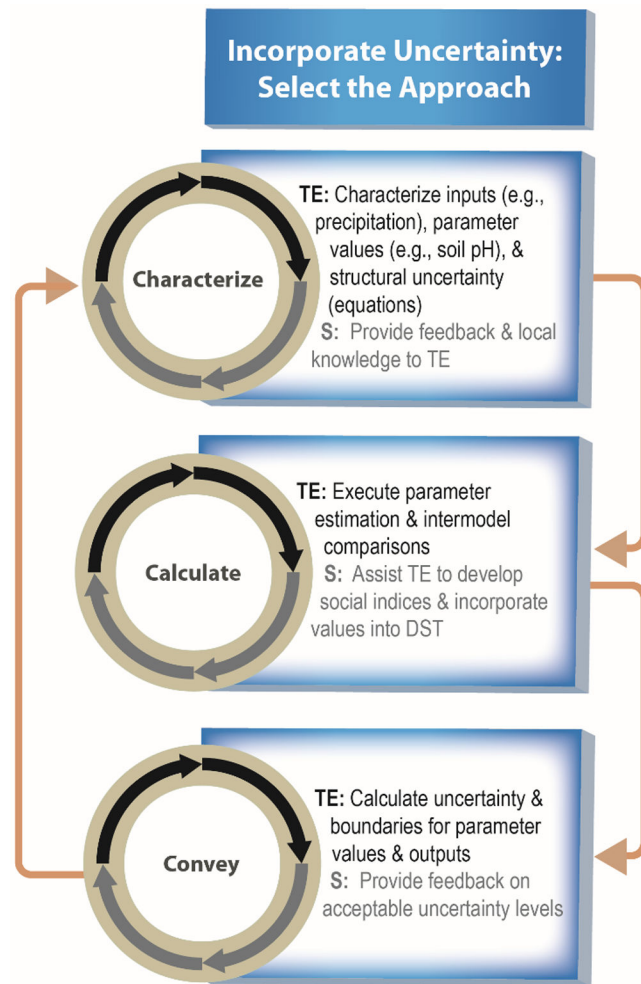 Incorporate Uncertainty:
Select the Approach
Characterize
TE: Characterize inputs (e.g.,
precipitation), parameter
values (e.g., soil pH), &
structural uncertainty
(equations)
S: Provide feedback & local
knowledge to TE
Calculate
TE: Execute parameter
estimation & intermodel
comparisons
S: Assist TE to develop
social indices & incorporate
values into DST
Convey
TE: Calculate uncertainty &
boundaries for parameter
values & outputs
S: Provide feedback on
acceptable uncertainty levels